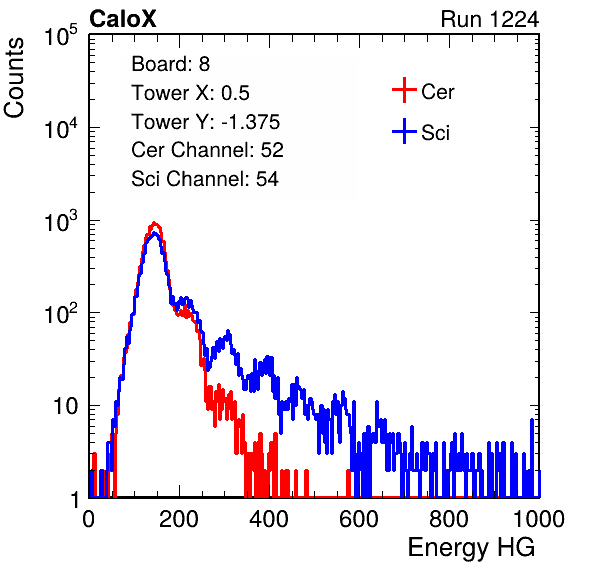 CaloX Run 1224
Counts
10^5
10^4
10^3
10^2
10
1
Board: 8
Tower X: 0.5
Tower Y: -1.375
Cer Channel: 52
Sci Channel: 54
Cer
Sci
0 200 400 600 800 1000
Energy HG